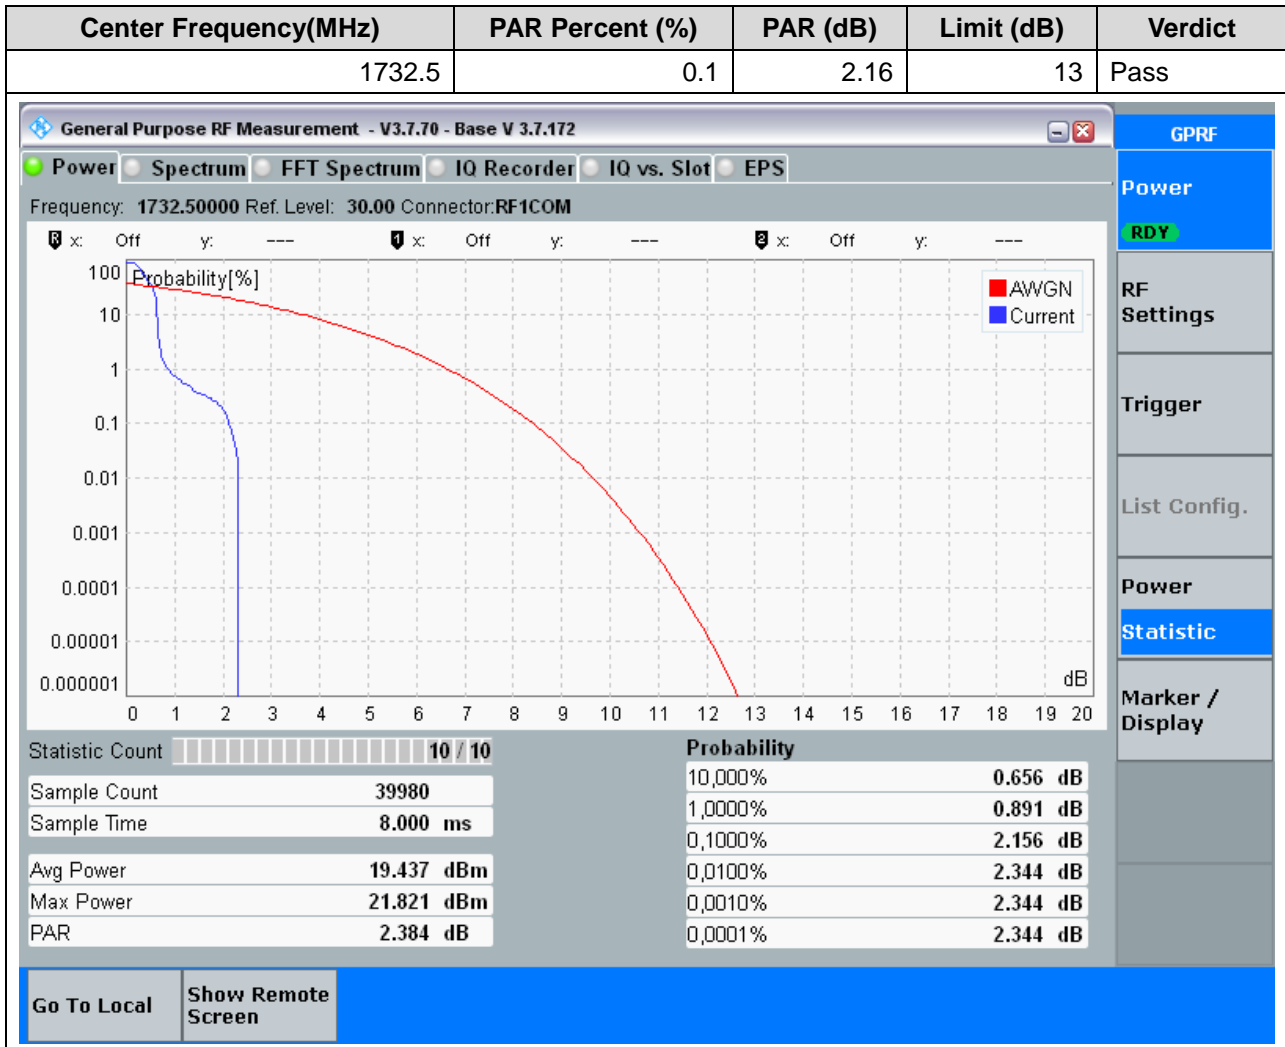 Center Frequency(MHz) PAR Percent (%) PAR (dB) Limit (dB) Verdict
1732.5 0.1 2.16 13 Pass
General Purpose RF Measurement - V3.7.70 - Base V 3.7.172
GPRF
Power Spectrum FFT Spectrum IQ Recorder IQ vs. Slot EPS
Power
RDY
Frequency: 1732.50000 Ref. Level: 30.00 Connector:RF1COM
R x: Off y: --- 1 x: Off y: --- 2 x: Off y: ---
Probability[%]
AWGN
Current
100
10
1
0.1
0.01
0.001
0.0001
0.00001
0.000001
dB
0 1 2 3 4 5 6 7 8 9 10 11 12 13 14 15 16 17 18 19 20
RF
Settings
Trigger
List Config.
Power
Statistic
Marker /
Display
Statistic Count 10 / 10
Sample Count 39980
Sample Time 8.000 ms
Avg Power 19.437 dBm
Max Power 21.821 dBm
PAR 2.384 dB
Probability
10,000% 0.656 dB
1,0000% 0.891 dB
0,1000% 2.156 dB
0,0100% 2.344 dB
0,0010% 2.344 dB
0,0001% 2.344 dB
Go To Local
Show Remote
Screen